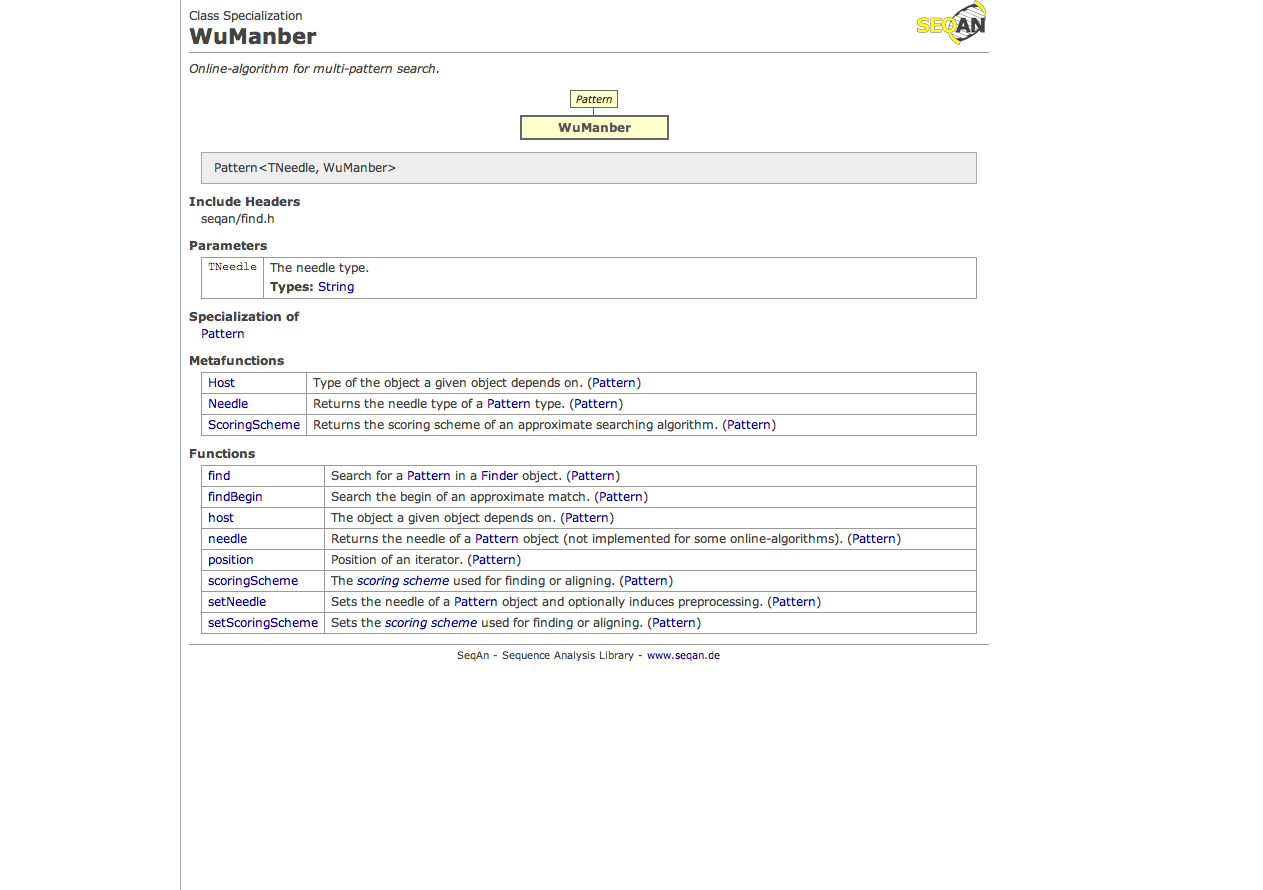 Class Specialization
WuManber
SEQAN
Online-algorithm for multi-pattern search.
Pattern
WuManber
Pattern<TNeedle, WuManber>
Include Headers
seqan/find.h
Parameters
TNeedle The needle type.
Types: String
Specialization of
Pattern
Metafunctions
Host Type of the object a given object depends on. (Pattern)
Needle Returns the needle type of a Pattern type. (Pattern)
ScoringScheme Returns the scoring scheme of an approximate searching algorithm. (Pattern)
Functions
find Search for a Pattern in a Finder object. (Pattern)
findBegin Search the begin of an approximate match. (Pattern)
host The object a given object depends on. (Pattern)
needle Returns the needle of a Pattern object (not implemented for some online-algorithms). (Pattern)
position Position of an iterator. (Pattern)
scoringScheme The scoring scheme used for finding or aligning. (Pattern)
setNeedle Sets the needle of a Pattern object and optionally induces preprocessing. (Pattern)
setScoringScheme Sets the scoring scheme used for finding or aligning. (Pattern)
SeqAn - Sequence Analysis Library - www.seqan.de